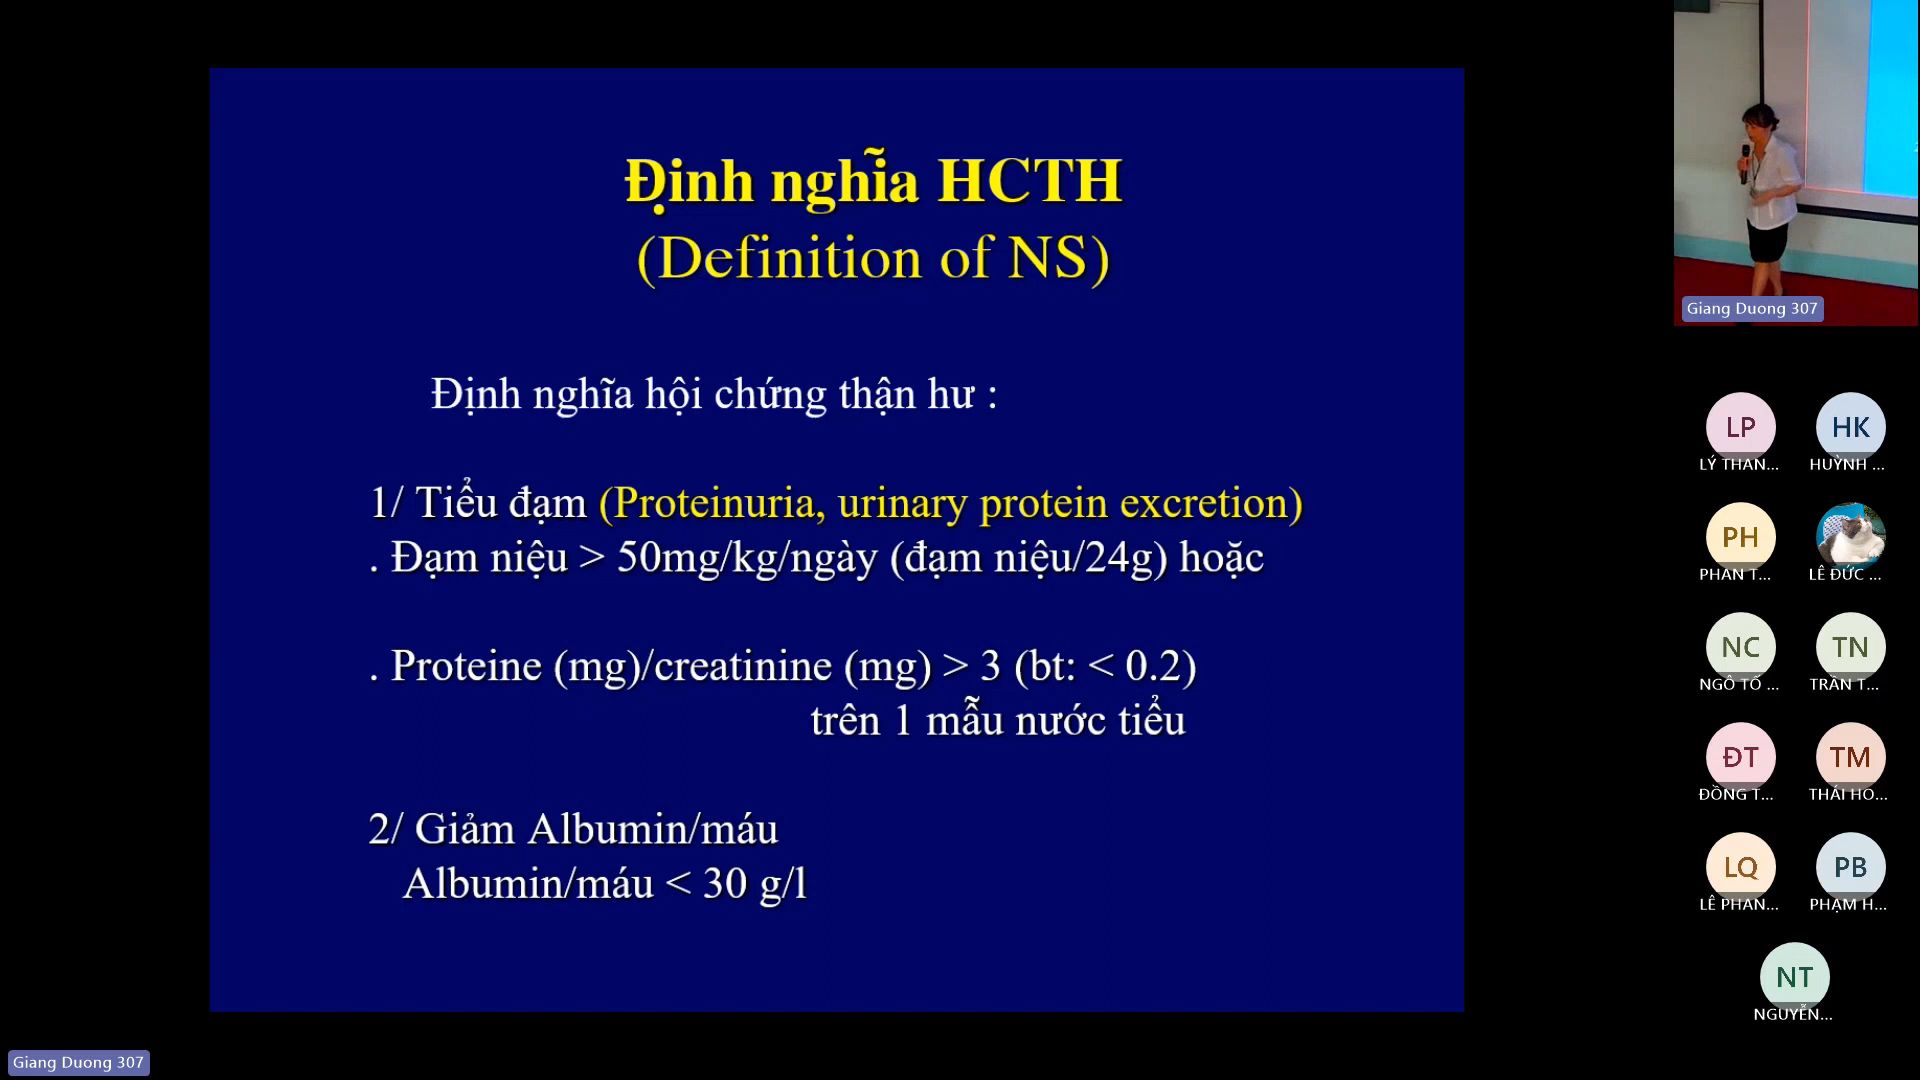 Định nghĩa HCTH
(Definition of NS)
Định nghĩa hội chứng thận hư :
1/ Tiểu đạm (Proteinuria, urinary protein excretion)
. Đạm niệu > 50mg/kg/ngày (đạm niệu/24g) hoặc
. Proteine (mg)/creatinine (mg) > 3 (bt: < 0.2)
trên 1 mẫu nước tiểu
2/ Giảm Albumin/máu
Albumin/máu < 30 g/l
Giang Duong 307
LP
HK
LÝ THAN...
HUỲNH ...
PH
PHAN T...
LÊ ĐỨC ...
NC
TN
NGÔ TỐ ...
TRẦN T...
ĐT
TM
ĐỒNG T...
THÁI HO...
LQ
PB
LÊ PHAN...
PHẠM H...
NT
NGUYỄN...
Giang Duong 307